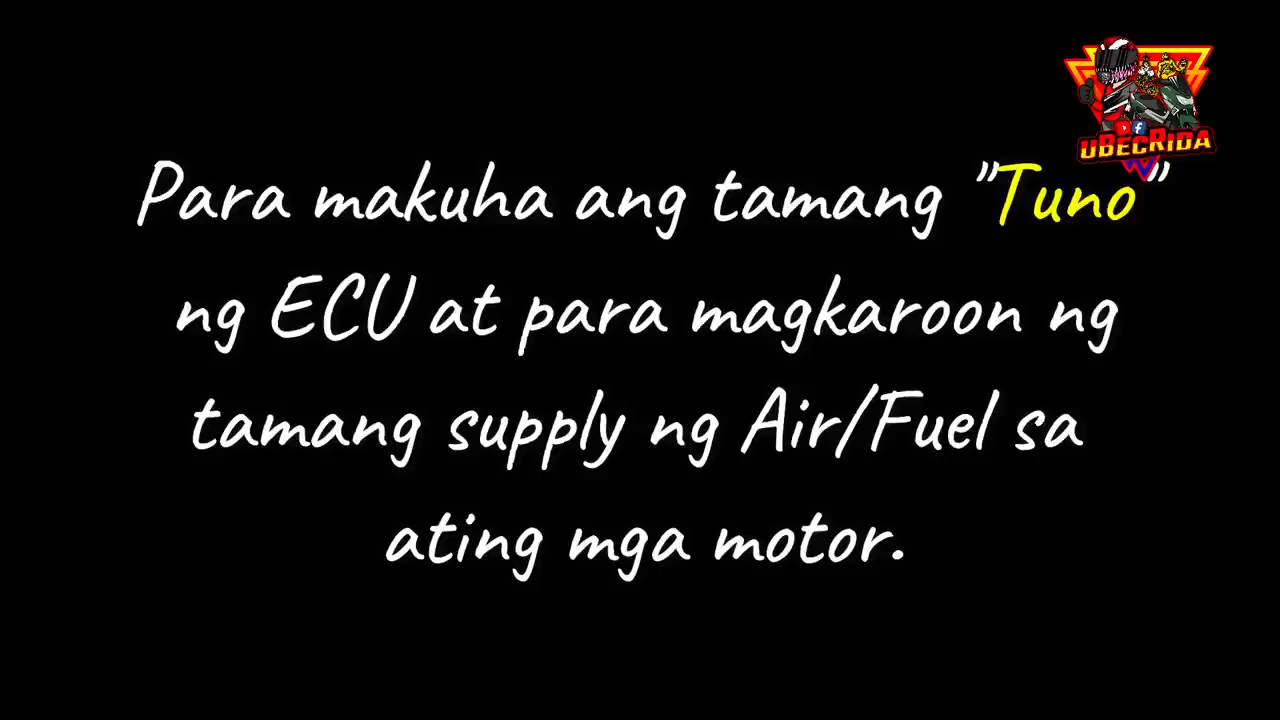 UBECRIDA
Para makuha ang tamang "Tuno"
ng ECU at para magkaroon ng
tamang supply ng Air/Fuel sa
ating mga motor.